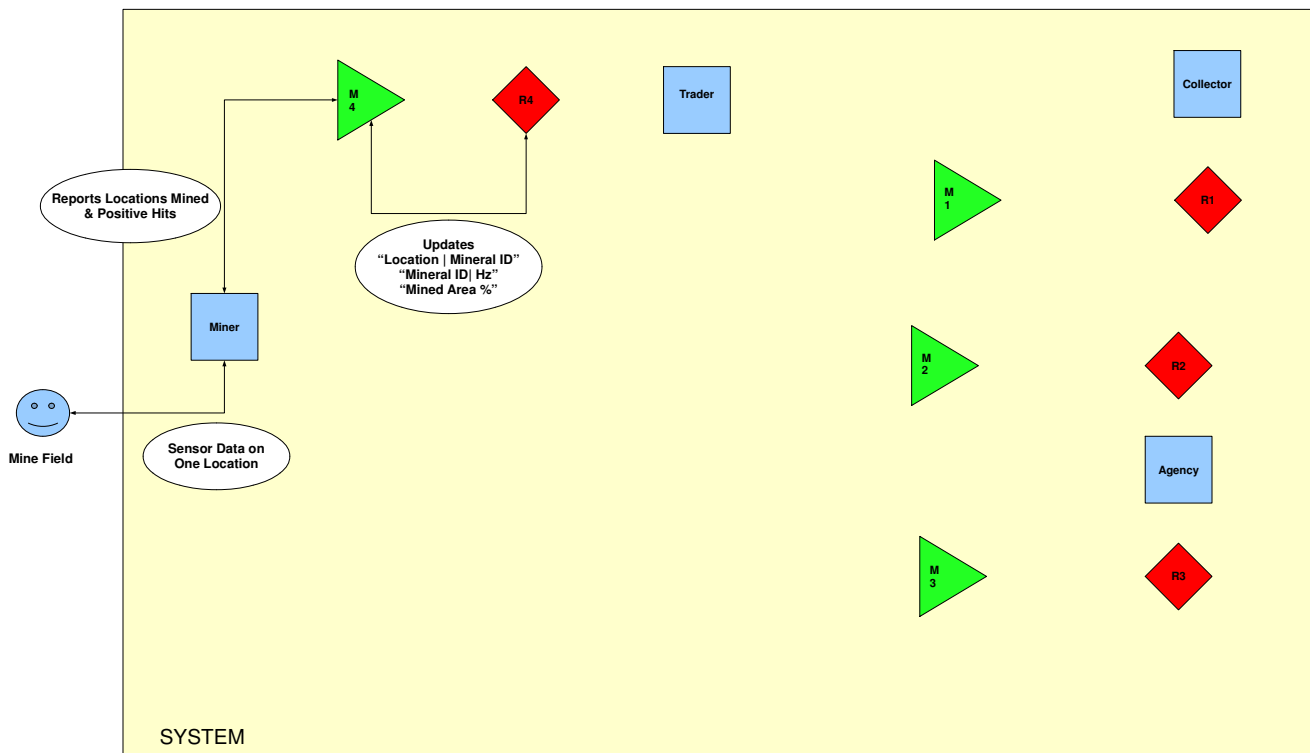 M
4
R4
Trader
Collector
Reports Locations Mined
& Positive Hits
M
1
R1
Updates
“Location | Mineral ID”
“Mineral ID| Hz”
“Mined Area %”
Miner
M
2
R2
Mine Field
Sensor Data on
One Location
Agency
M
3
R3
SYSTEM